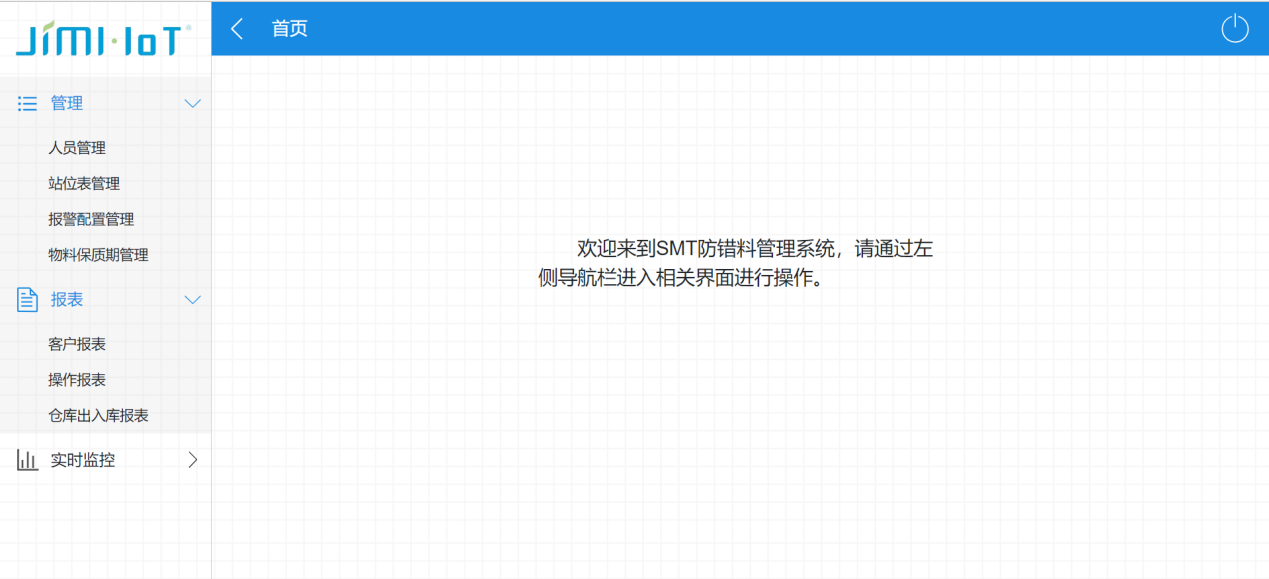 JIMI·IoT
首页
管理
人员管理
站位表管理
报警配置管理
物料保质期管理
报表
客户报表
操作报表
仓库出入库报表
实时监控
欢迎来到SMT防错料管理系统，请通过左
侧导航栏进入相关界面进行操作。